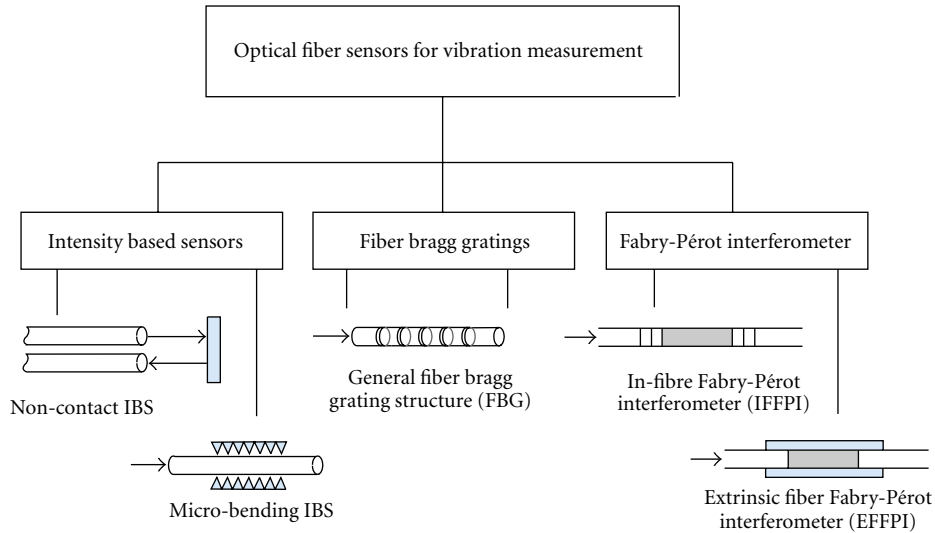 Optical fiber sensors for vibration measurement
Intensity based sensors
Fiber bragg gratings
Fabry-Pérot interferometer
Non-contact IBS
General fiber bragg
grating structure (FBG)
In-fibre Fabry-Pérot
interferometer (IFFPI)
Micro-bending IBS
Extrinsic fiber Fabry-Pérot
interferometer (EFFPI)